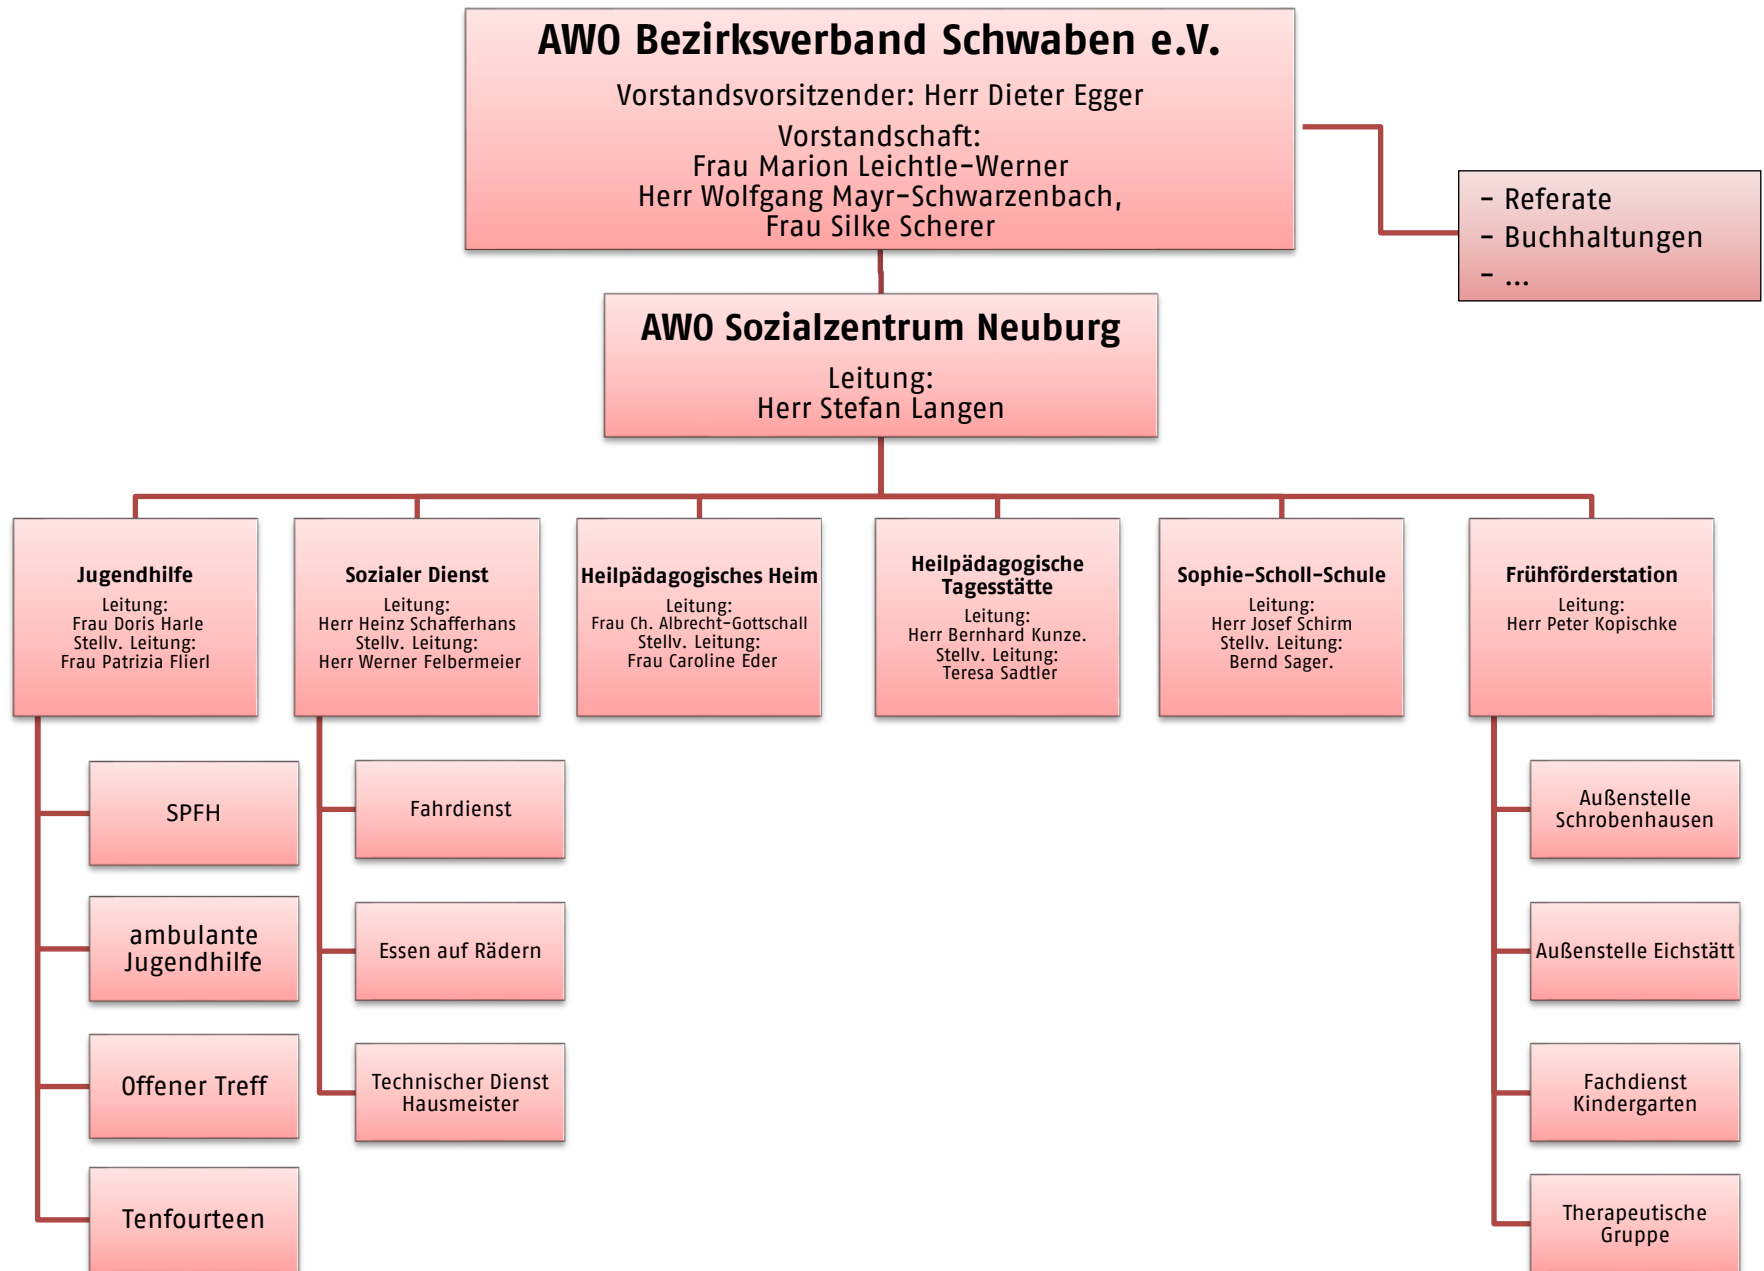 AWO Bezirksverband Schwaben e.V.
Vorstandsvorsitzender: Herr Dieter Egger
Vorstandschaft:
Frau Marion Leichtle-Werner
Herr Wolfgang Mayr-Schwarzenbach,
Frau Silke Scherer
- Referate
- Buchhaltungen
- ...
AWO Sozialzentrum Neuburg
Leitung:
Herr Stefan Langen
Jugendhilfe
Leitung:
Frau Doris Harle
Stellv. Leitung:
Frau Patrizia Flierl
Sozialer Dienst
Leitung:
Herr Heinz Schafferhans
Stellv. Leitung:
Herr Werner Felbermeier
Heilpädagogisches Heim
Leitung:
Frau Ch. Albrecht-Gottschall
Stellv. Leitung:
Frau Caroline Eder
Heilpädagogische
Tagesstätte
Leitung:
Herr Bernhard Kunze.
Stellv. Leitung:
Teresa Sadtler
Sophie-Scholl-Schule
Leitung:
Herr Josef Schirm
Stellv. Leitung:
Bernd Sager.
Frühförderstation
Leitung:
Herr Peter Kopischke
SPFH
ambulante
Jugendhilfe
Offener Treff
Tenfourteen
Fahrdienst
Essen auf Rädern
Technischer Dienst
Hausmeister
Außenstelle
Schrobenhausen
Außenstelle Eichstätt
Fachdienst
Kindergarten
Therapeutische
Gruppe